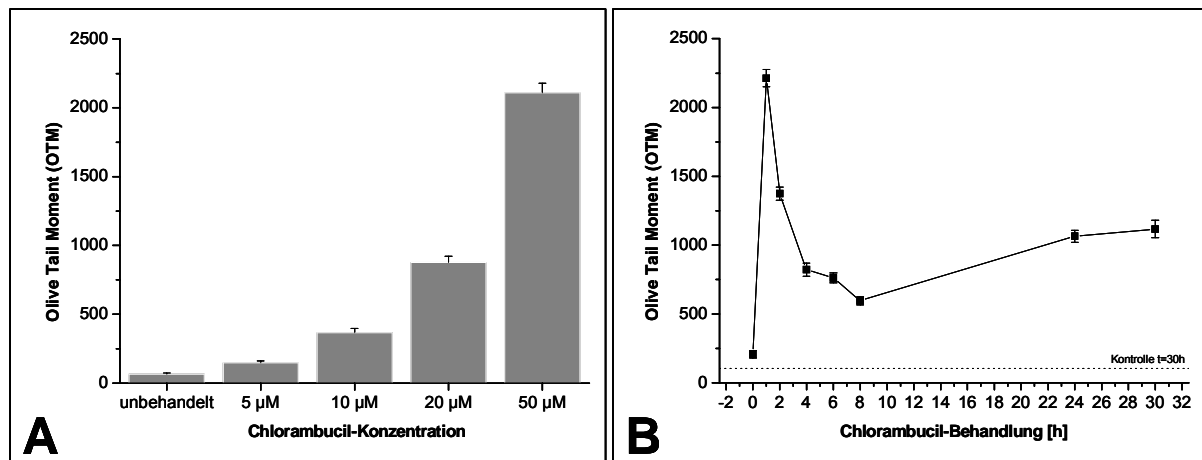 2500
2000
1500
1000
500
0
Olive Tail Moment (OTM)
unbehandelt 5 µM 10 µM 20 µM 50 µM
Chlorambucil-Konzentration
A
2500
2000
1500
1000
500
0
Olive Tail Moment (OTM)
Kontrolle t=30h
-2 0 2 4 6 8 10 12 14 16 18 20 22 24 26 28 30 32
Chlorambucil-Behandlung [h]
B